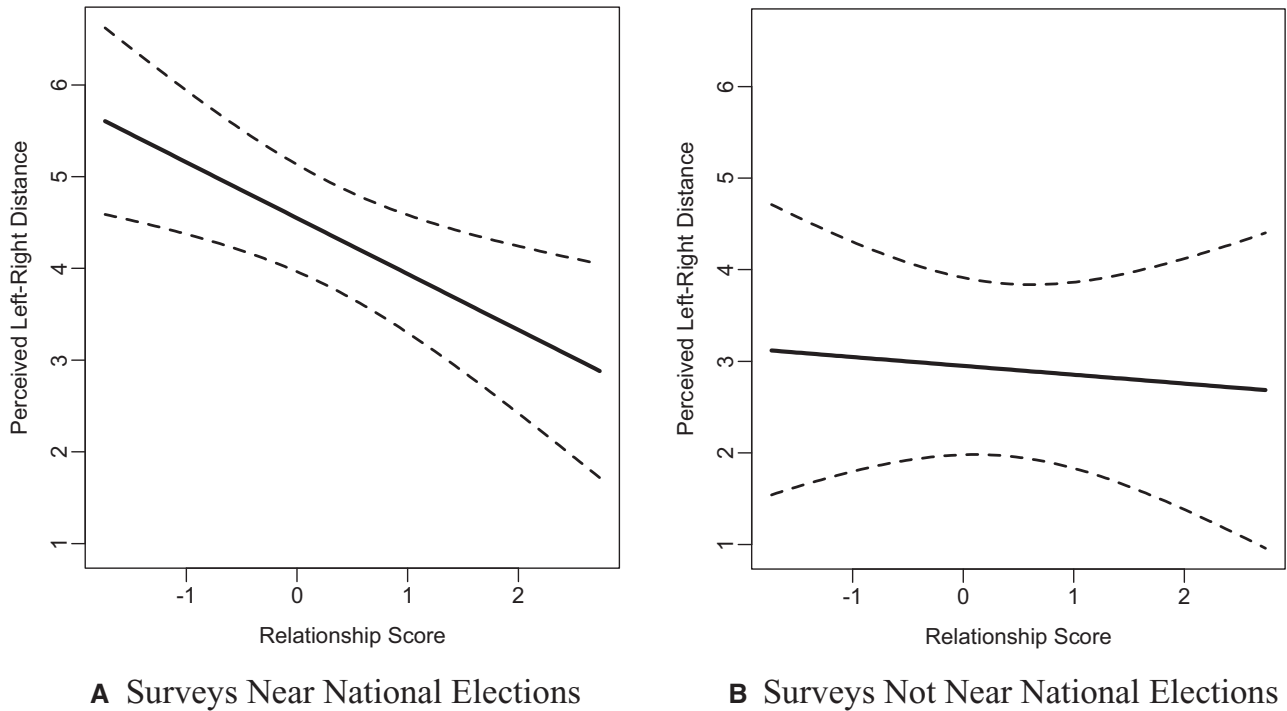 Perceived Left-Right Distance
6
5
4
3
2
1
-1 0 1 2
Relationship Score
A Surveys Near National Elections
Perceived Left-Right Distance
6
5
4
3
2
1
-1 0 1 2
Relationship Score
B Surveys Not Near National Elections